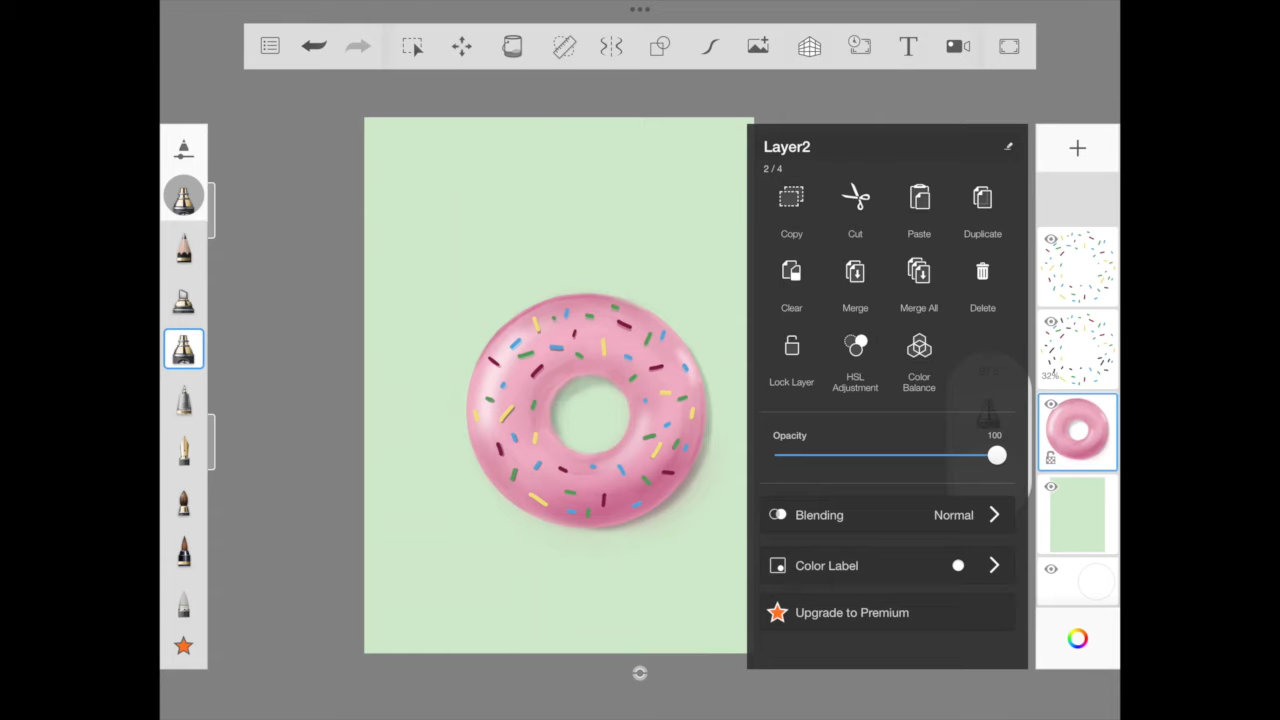 T
Layer2
2 / 4
Copy
Cut
Paste
Duplicate
Clear
Merge
Merge All
Delete
Lock Layer
HSL
Adjustment
Color
Balance
32%
Opacity
100
Blending
Normal
Color Label
Upgrade to Premium